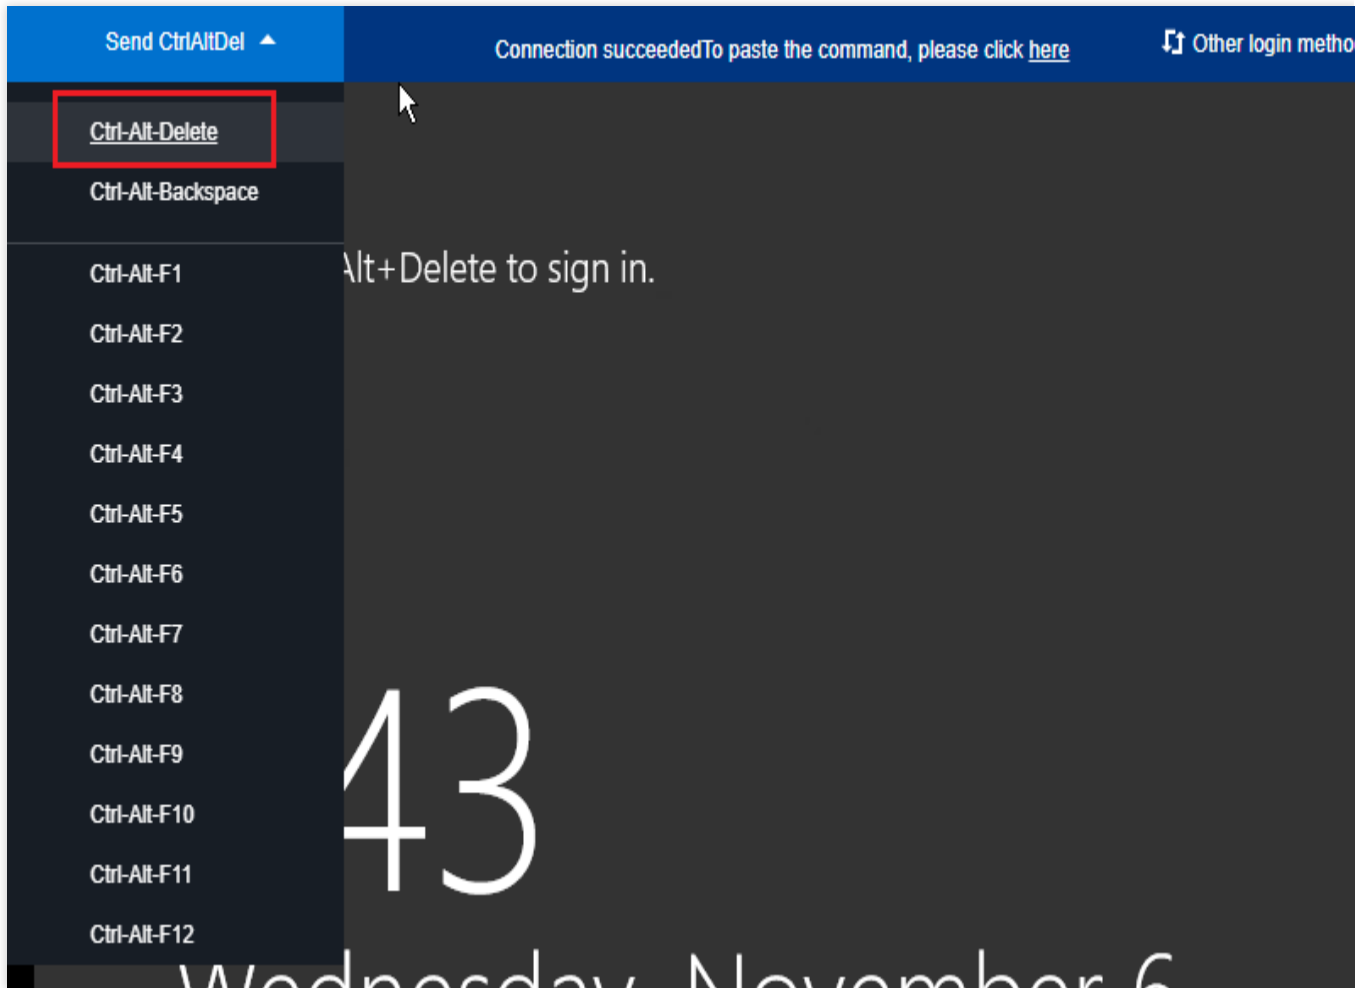 Send CtrlAltDel
Connection succeededTo paste the command, please click here
Other login metho
Ctrl-Alt-Delete
Ctrl-Alt-Backspace
Ctrl-Alt-F1
Alt+Delete to sign in.
Ctrl-Alt-F2
Ctrl-Alt-F3
Ctrl-Alt-F4
Ctrl-Alt-F5
Ctrl-Alt-F6
Ctrl-Alt-F7
Ctrl-Alt-F8
Ctrl-Alt-F9
Ctrl-Alt-F10
Ctrl-Alt-F11
Ctrl-Alt-F12
43
Wednesday, November 6